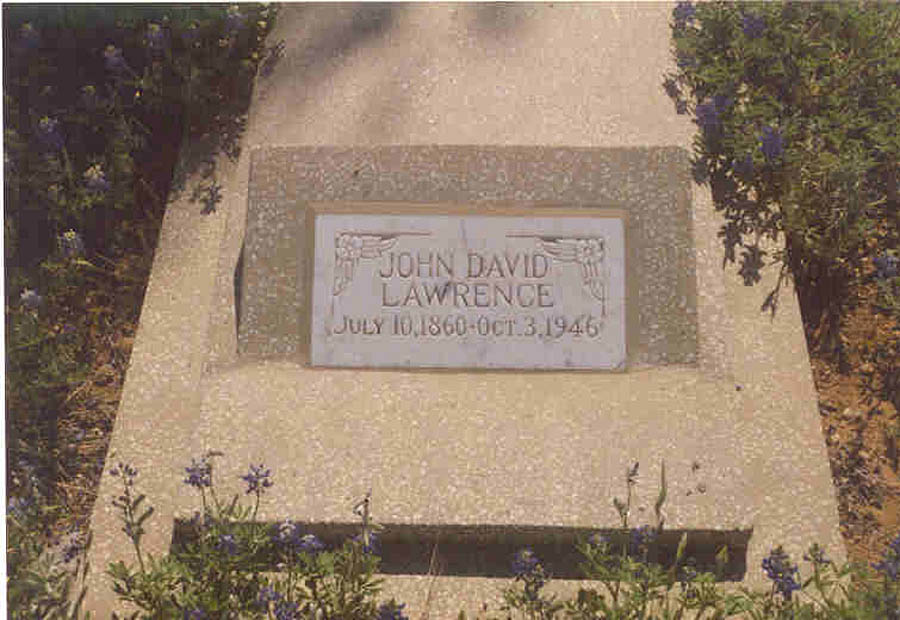 JOHN DAVID
LAWRENCE
JULY 10, 1860-OCT. 3, 1946